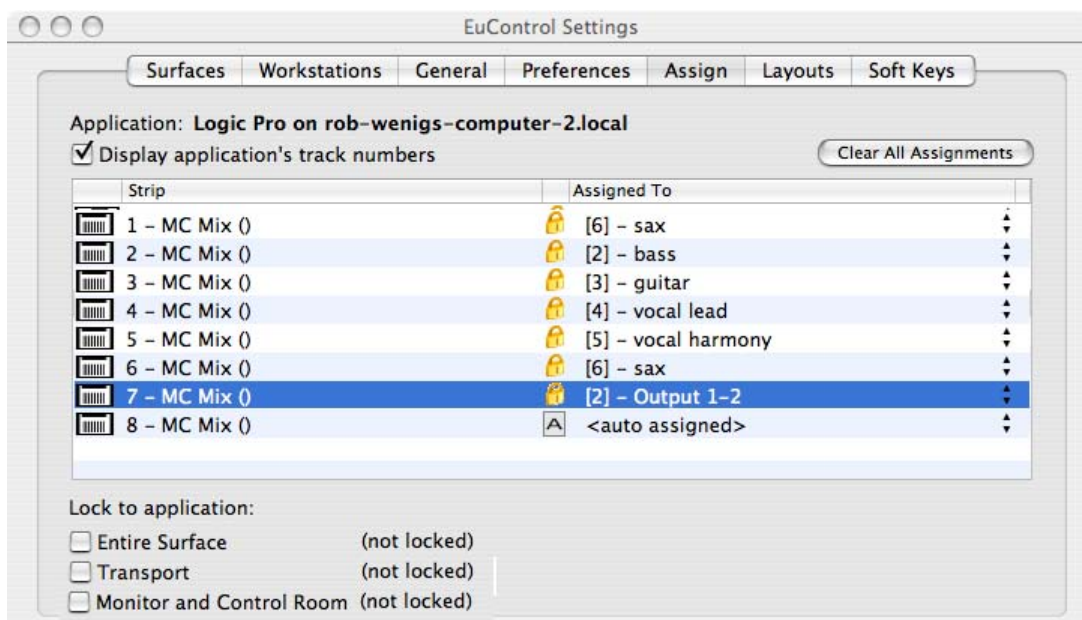 EuControl Settings
Surfaces Workstations General Preferences Assign Layouts Soft Keys
Application: Logic Pro on rob-wenigs-computer-2.local
Display application's track numbers
Clear All Assignments
Strip Assigned To
1 - MC Mix () [6] - sax
2 - MC Mix () [2] - bass
3 - MC Mix () [3] - guitar
4 - MC Mix () [4] - vocal lead
5 - MC Mix () [5] - vocal harmony
6 - MC Mix () [6] - sax
7 - MC Mix () [2] - Output 1-2
8 - MC Mix () A <auto assigned>
Lock to application:
Entire Surface (not locked)
Transport (not locked)
Monitor and Control Room (not locked)